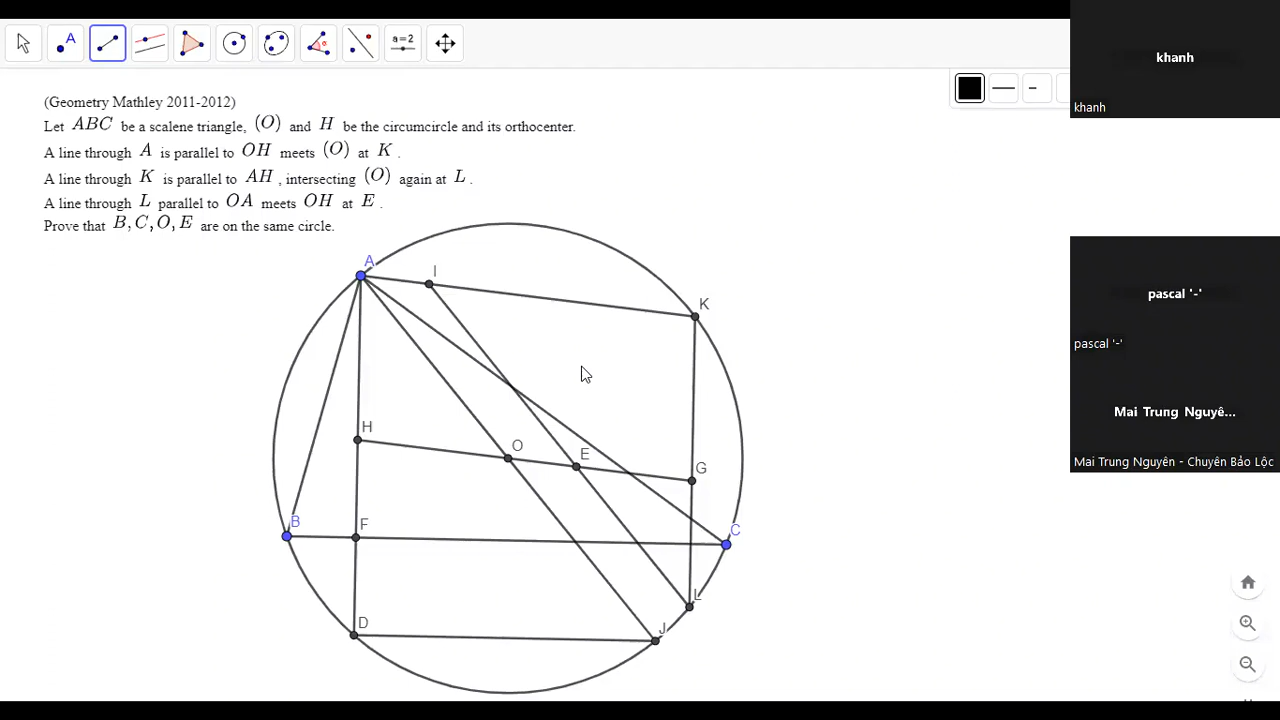 A
a=2
khanh
khanh
(Geometry Mathley 2011-2012)
Let ABC be a scalene triangle, (O) and H be the circumcircle and its orthocenter.
A line through A is parallel to OH meets (O) at K .
A line through K is parallel to AH , intersecting (O) again at L .
A line through L parallel to OA meets OH at E .
Prove that B, C, O, E are on the same circle.
A
I
K
H
O
E
G
B
F
C
L
D
J
pascal '-'
pascal '-'
Mai Trung Nguyê...
Mai Trung Nguyên - Chuyên Bảo Lộc